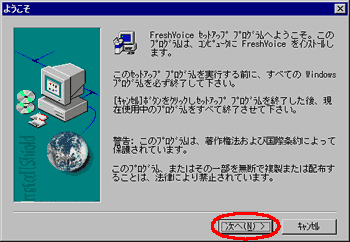 ようこそ
FreshVoice セットアップ プログラムへようこそ。この
プログラムは、コンピュータに FreshVoice をインストールし
ます。
このセットアップ プログラムを実行する前に、すべての Windows
プログラムを必ず終了して下さい。
[キャンセル]ボタンをクリックしセットアップ プログラムを終了した後、現
在使用中のプログラムをすべて終了させて下さい。
警告: このプログラムは、著作権法および国際条約によって
保護されています。
このプログラム、またはその一部を無断で複製または配布す
ることは、法律により禁止されています。
InstallShield
次へ(N) >
キャンセル